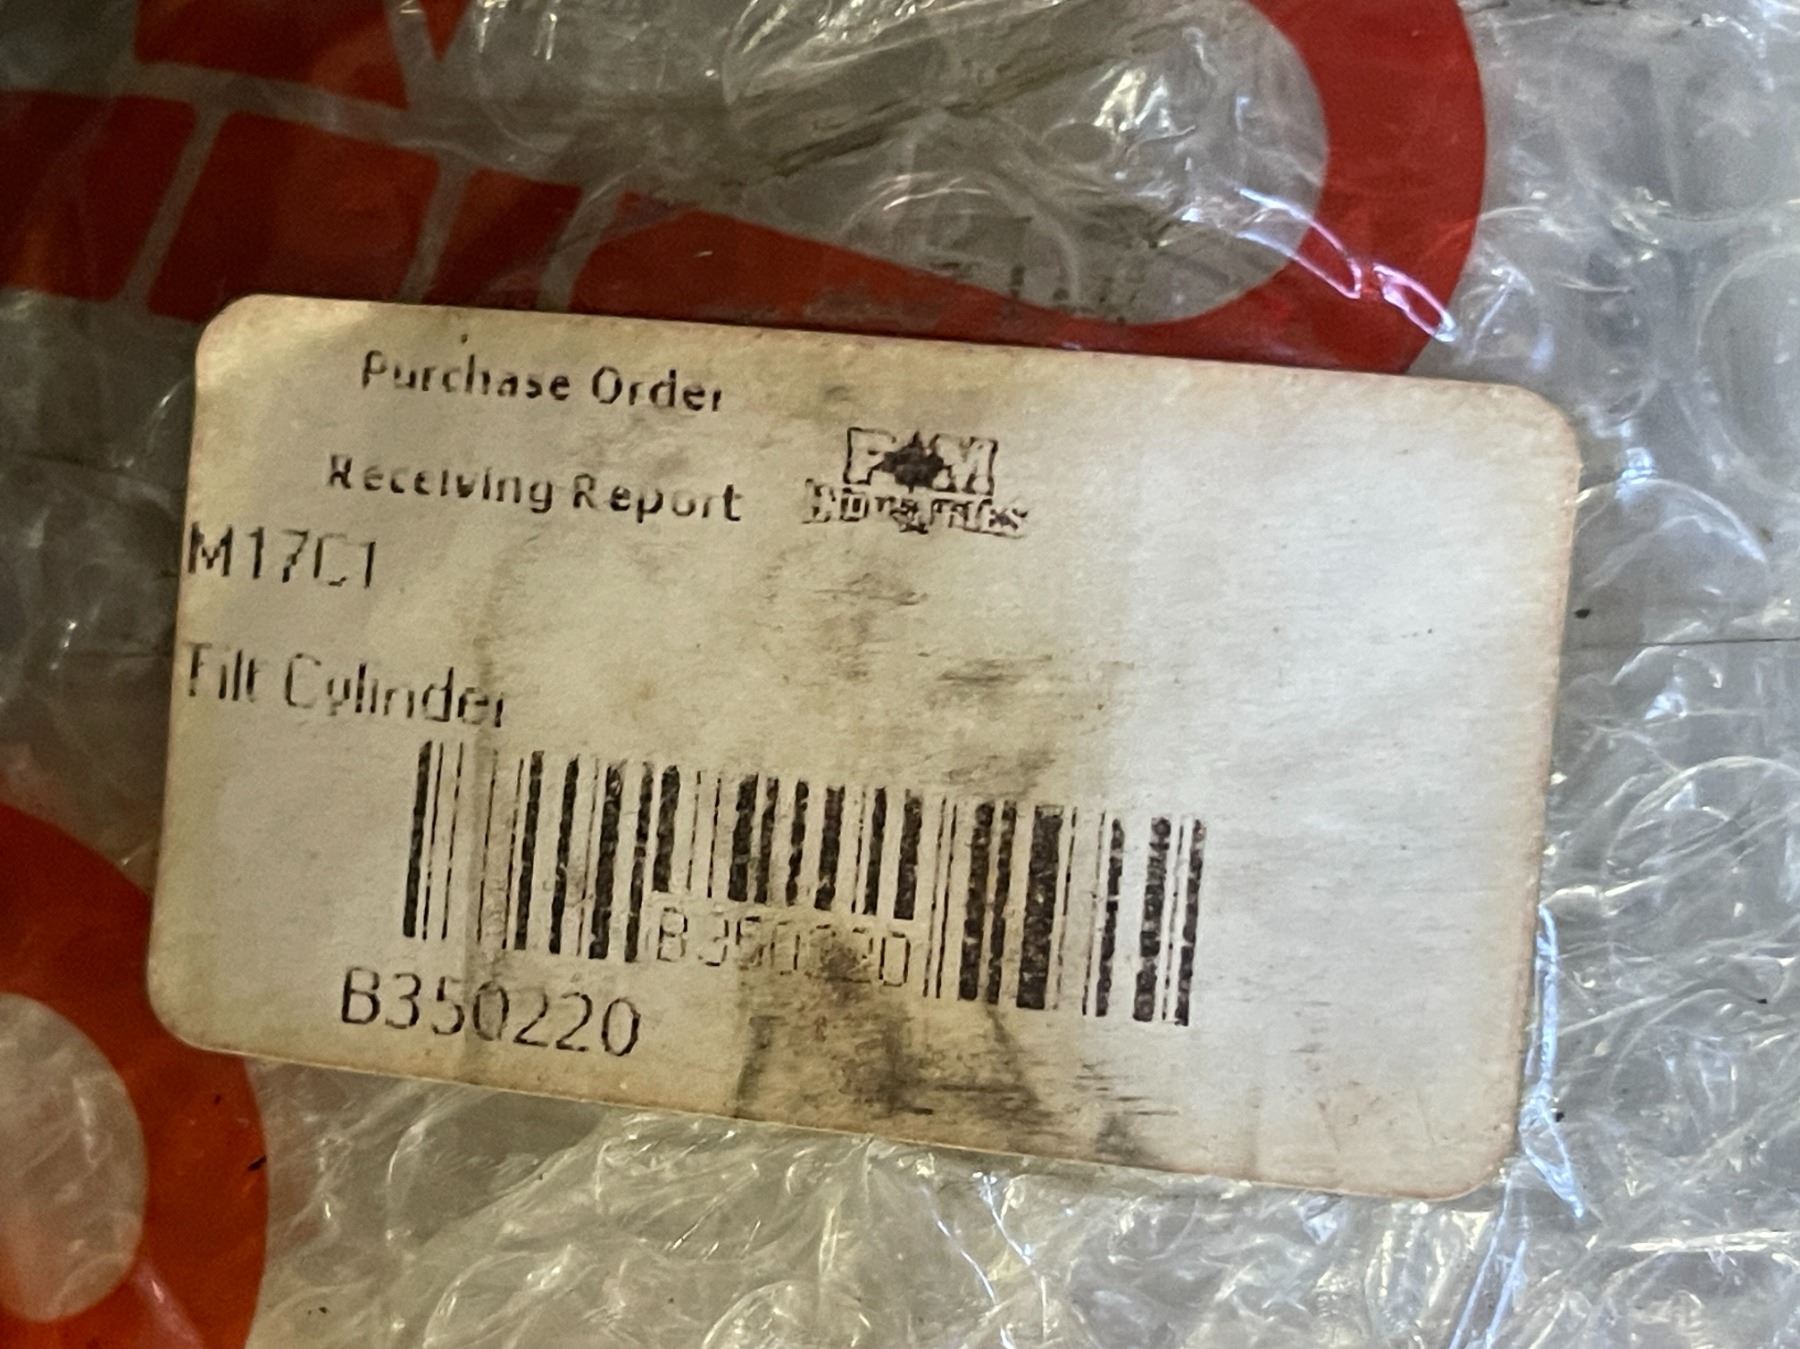 Purchase Order
Receiving Report
M17C1
Tilt Cylinder
B350220
B350220